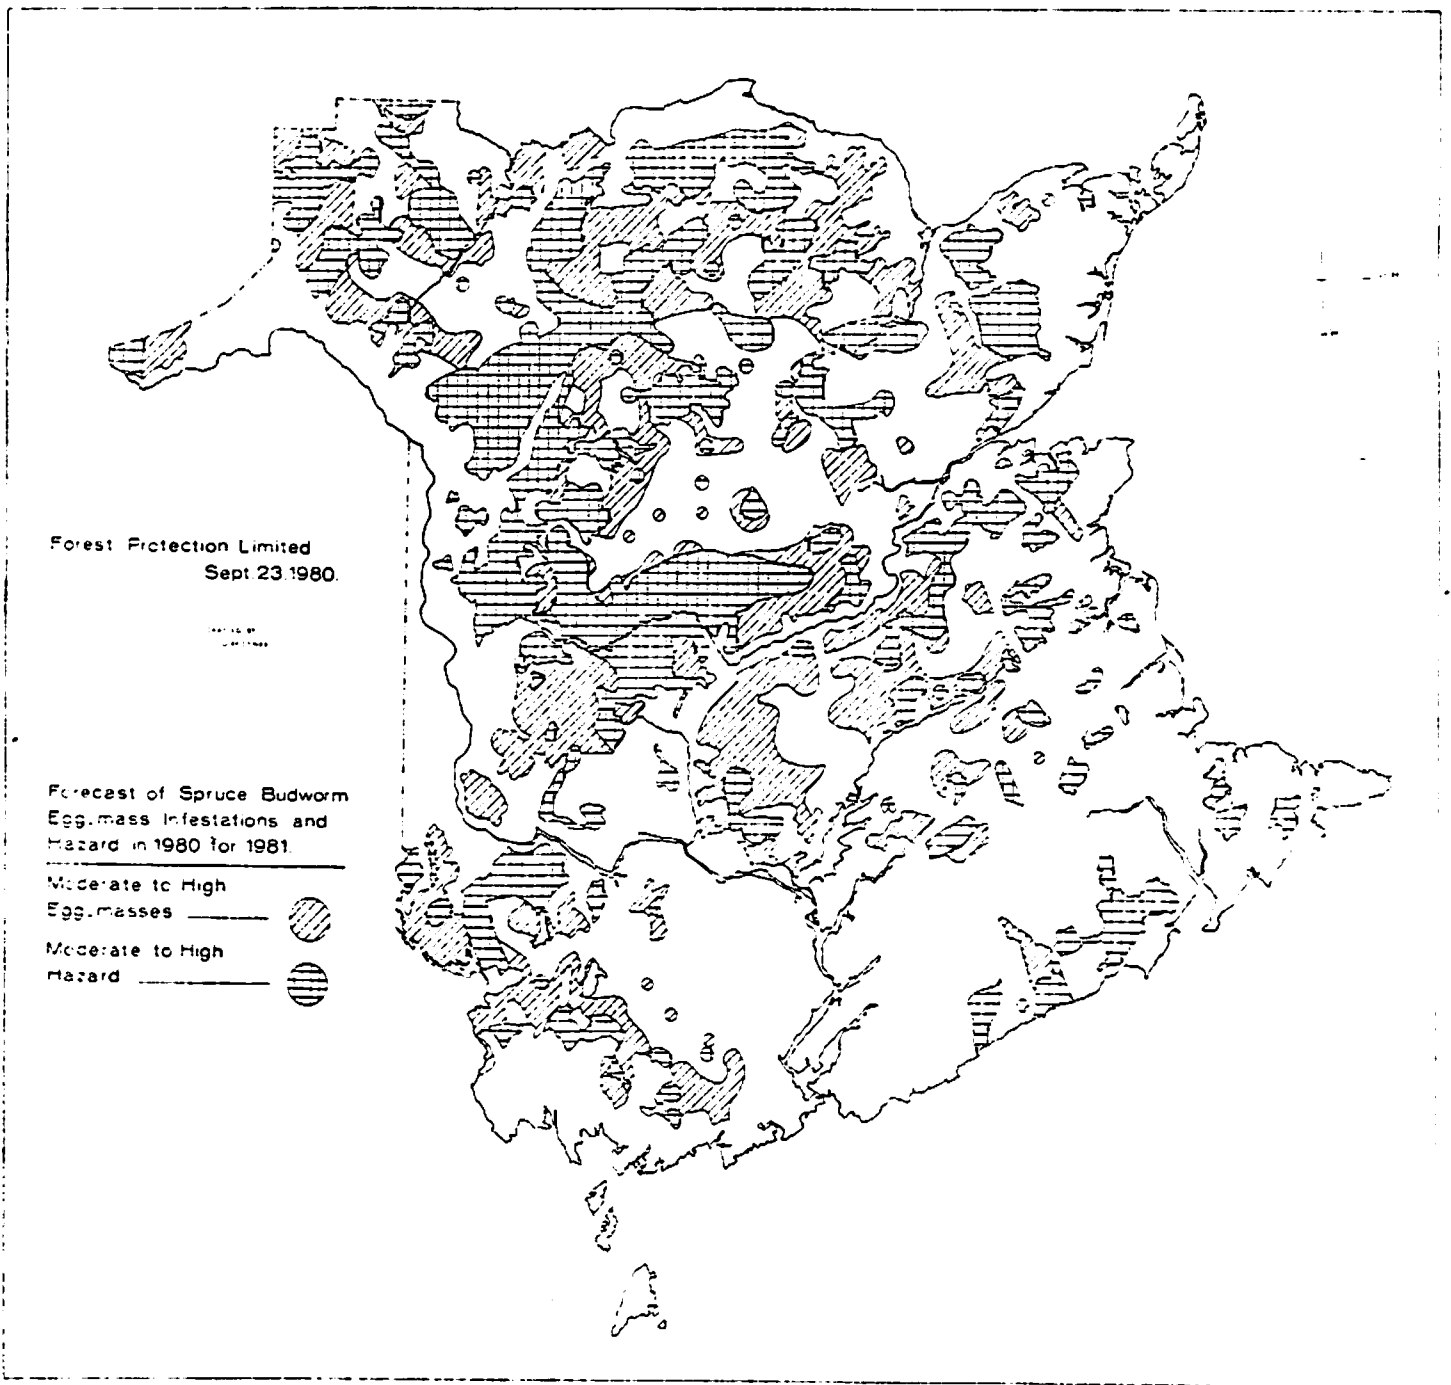 Forest Protection Limited
Sept. 23. 1980.
Forecast of Spruce Budworm
Egg-mass Infestations and
Hazard in 1980 for 1981.
Moderate to High
Egg-masses
Moderate to High
Hazard